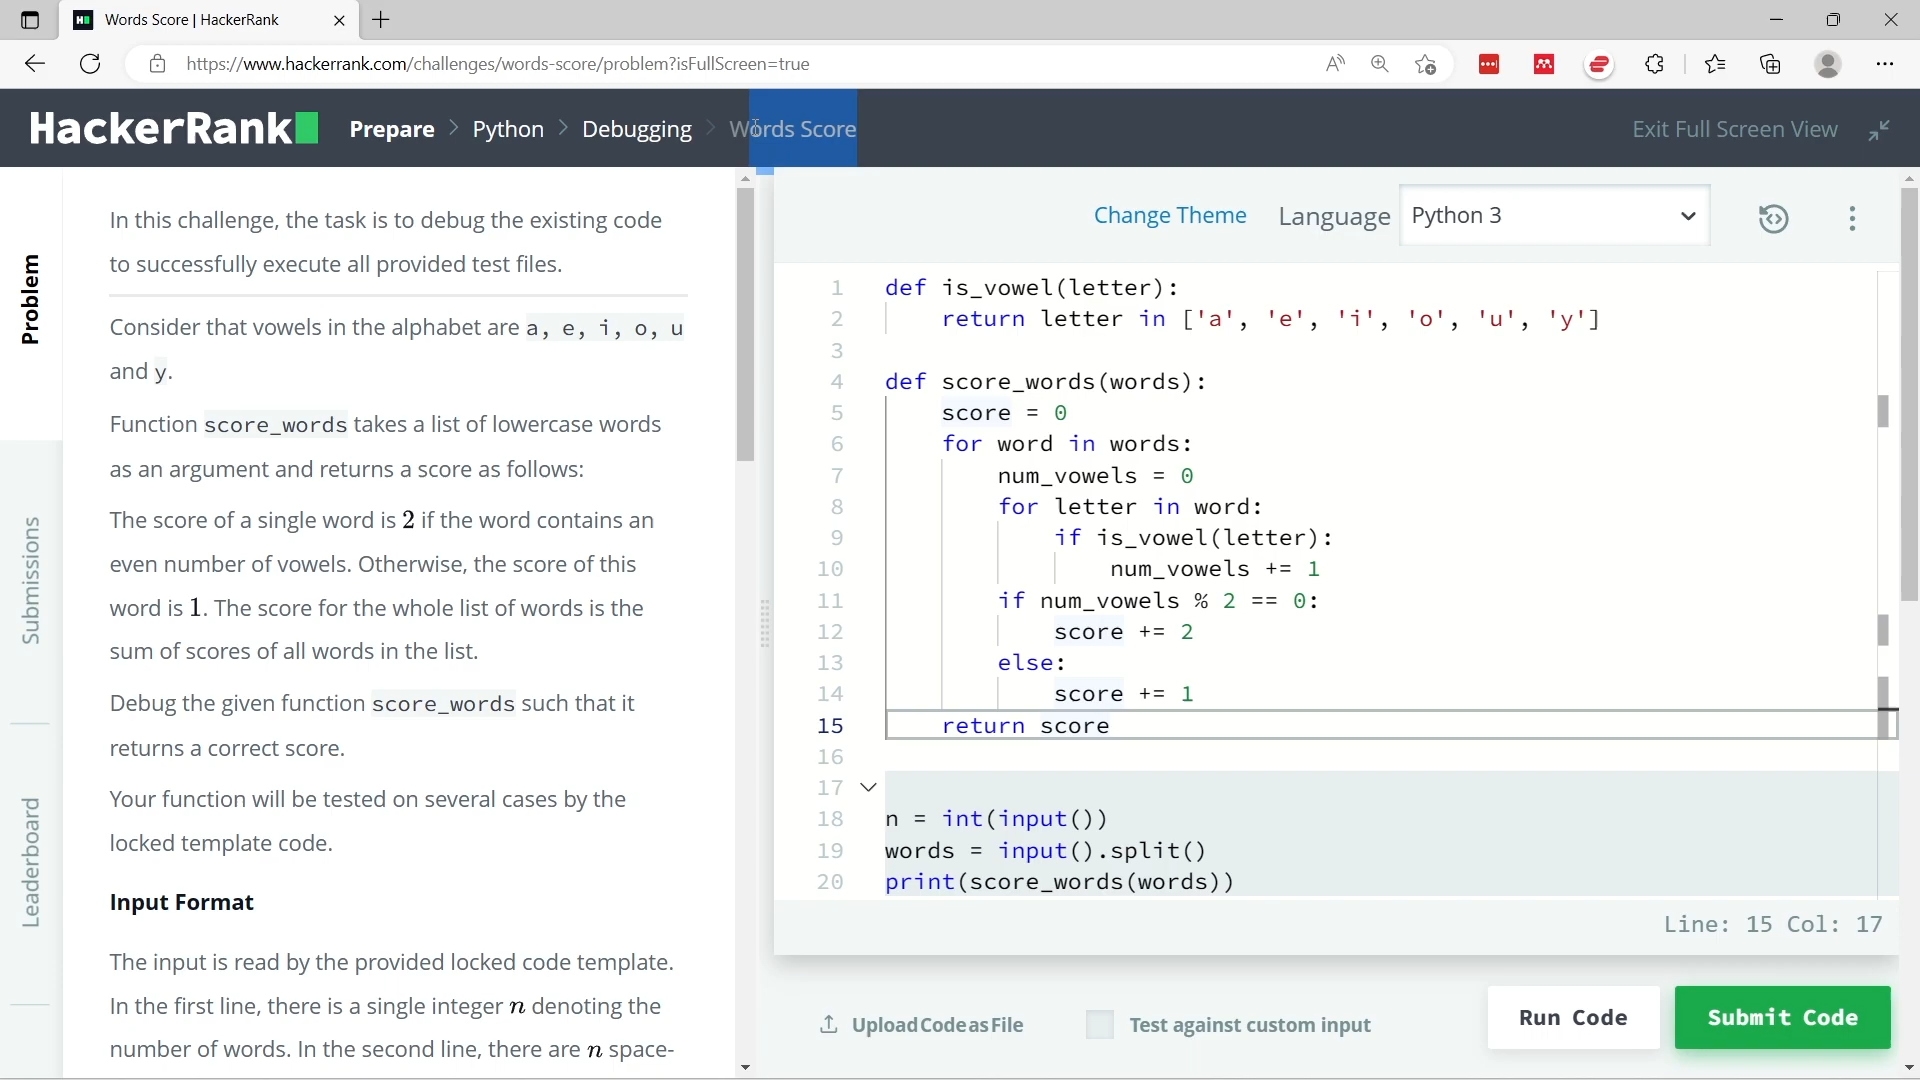 Words Score | HackerRank
https://www.hackerrank.com/challenges/words-score/problem?isFullScreen=true
HackerRank
Prepare > Python > Debugging > Words Score
Exit Full Screen View
Problem
Submissions
Leaderboard
In this challenge, the task is to debug the existing code
to successfully execute all provided test files.
Consider that vowels in the alphabet are a, e, i, o, u
and y.
Function score_words takes a list of lowercase words
as an argument and returns a score as follows:
The score of a single word is 2 if the word contains an
even number of vowels. Otherwise, the score of this
word is 1. The score for the whole list of words is the
sum of scores of all words in the list.
Debug the given function score_words such that it
returns a correct score.
Your function will be tested on several cases by the
locked template code.
Input Format
The input is read by the provided locked code template.
In the first line, there is a single integer n denoting the
number of words. In the second line, there are n space-
Change Theme Language Python 3
1 def is_vowel(letter):
2     return letter in ['a', 'e', 'i', 'o', 'u', 'y']
3
4 def score_words(words):
5     score = 0
6     for word in words:
7         num_vowels = 0
8         for letter in word:
9             if is_vowel(letter):
10                 num_vowels += 1
11         if num_vowels % 2 == 0:
12             score += 2
13         else:
14             score += 1
15     return score
16
17
18 n = int(input())
19 words = input().split()
20 print(score_words(words))
Line: 15 Col: 17
Upload Code as File
Test against custom input
Run Code
Submit Code